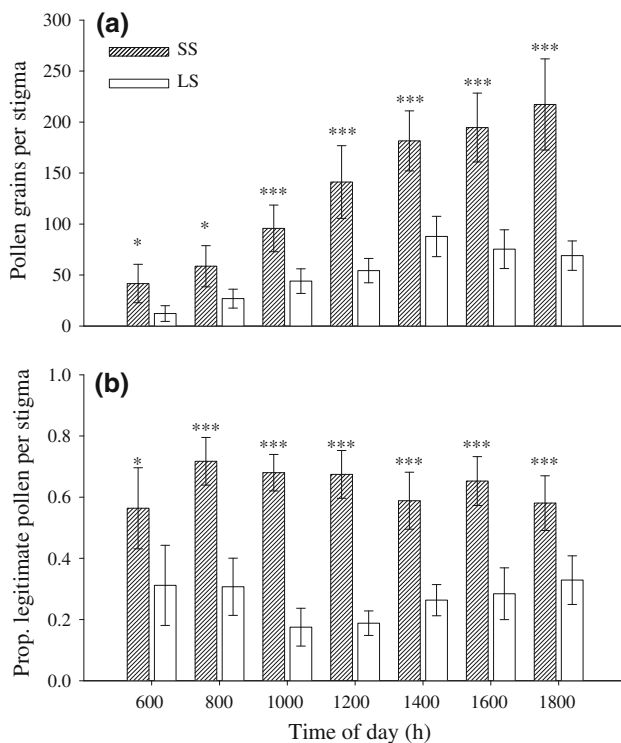 (a)
SS
LS
300
250
200
150
100
50
0
Pollen grains per stigma
* * *** *** *** *** ***
(b)
1.0
0.8
0.6
0.4
0.2
0.0
Prop. legitimate pollen per stigma
* *** *** *** *** *** ***
600 800 1000 1200 1400 1600 1800
Time of day (h)